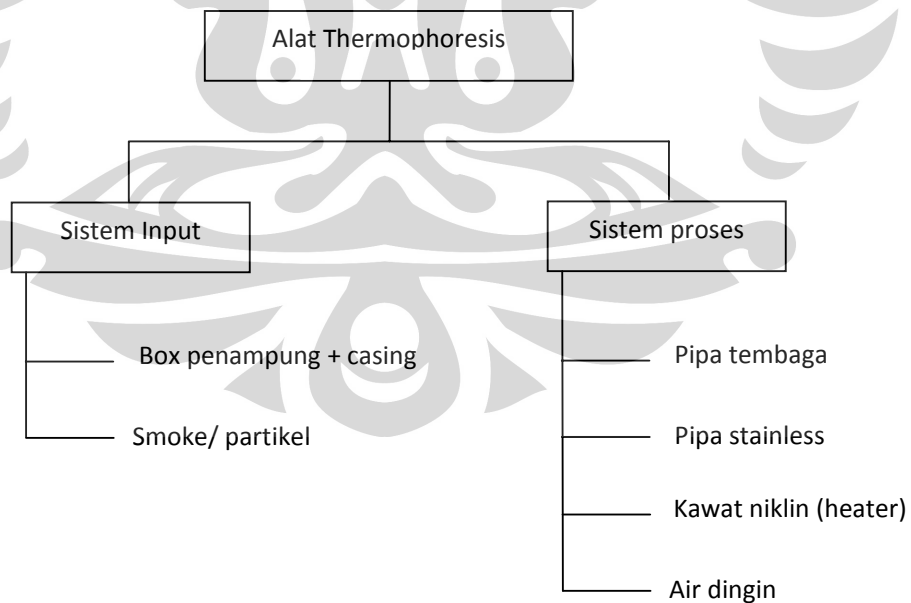 Alat Thermophoresis
Sistem Input
Sistem proses
Box penampung + casing
Smoke/ partikel
Pipa tembaga
Pipa stainless
Kawat niklin (heater)
Air dingin